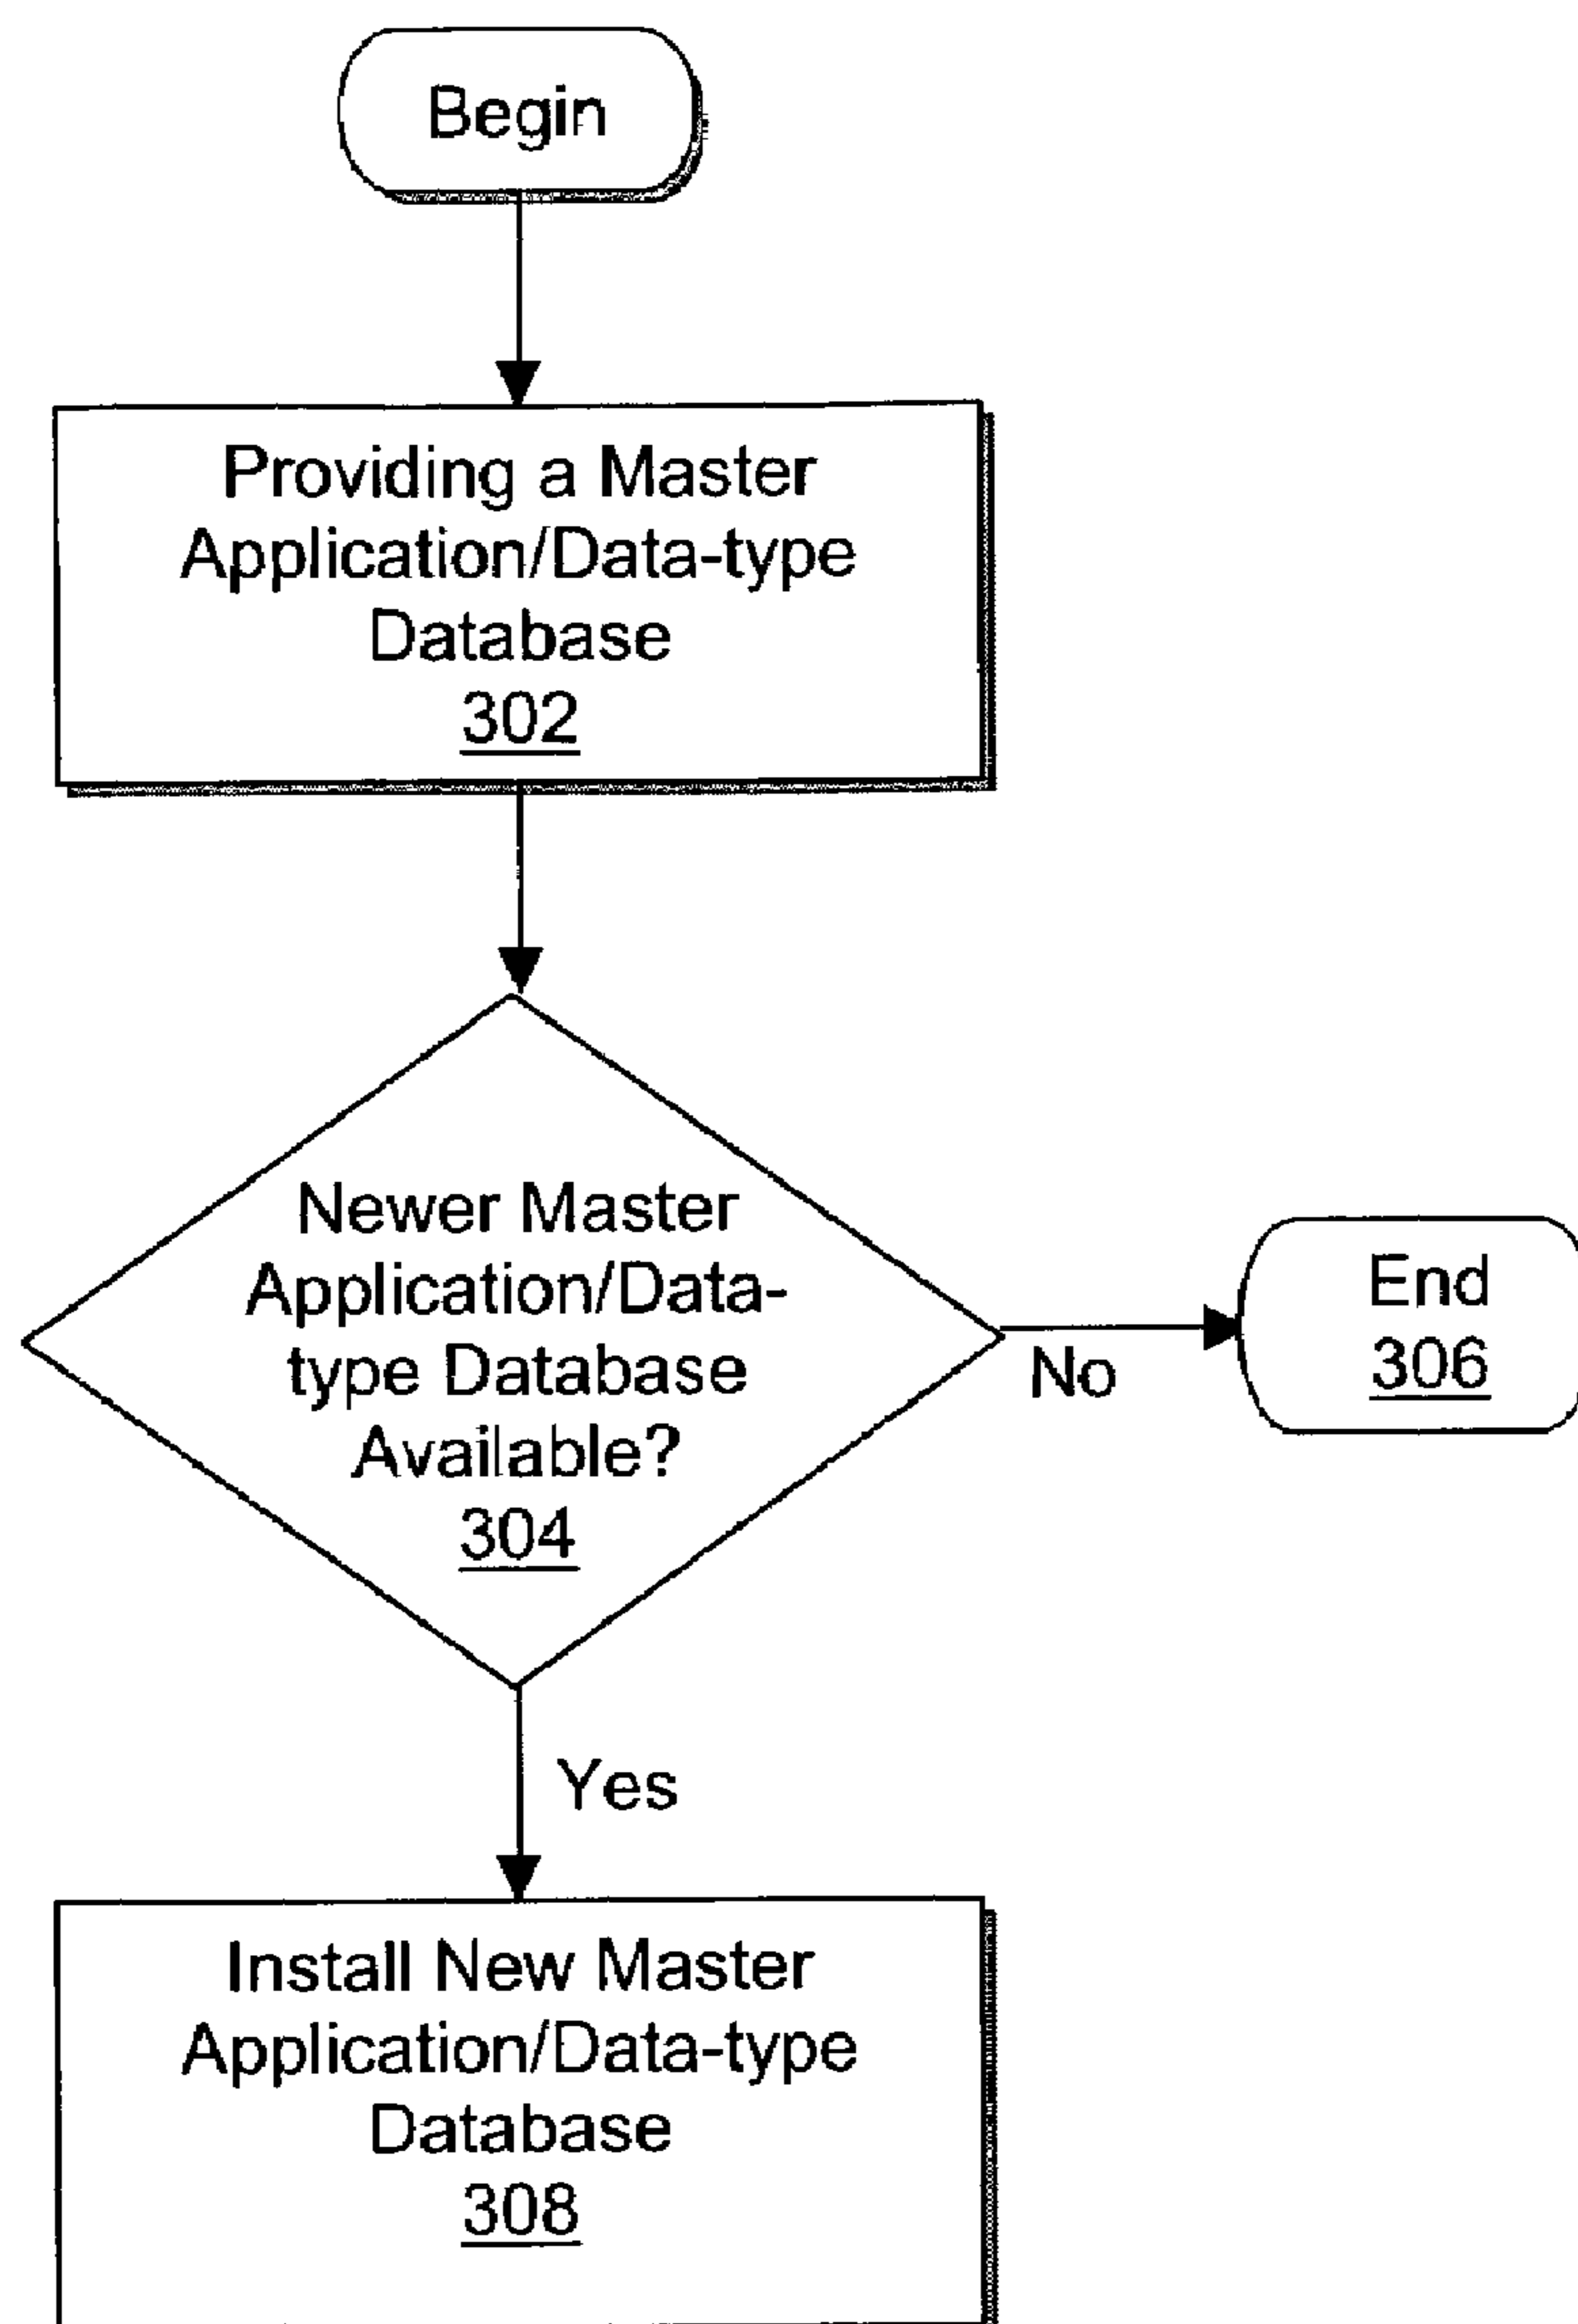 Begin
Providing a Master
Application/Data-type
Database
302
Newer Master
Application/Data-
type Database
Available?
304
No
End
306
Yes
Install New Master
Application/Data-type
Database
308